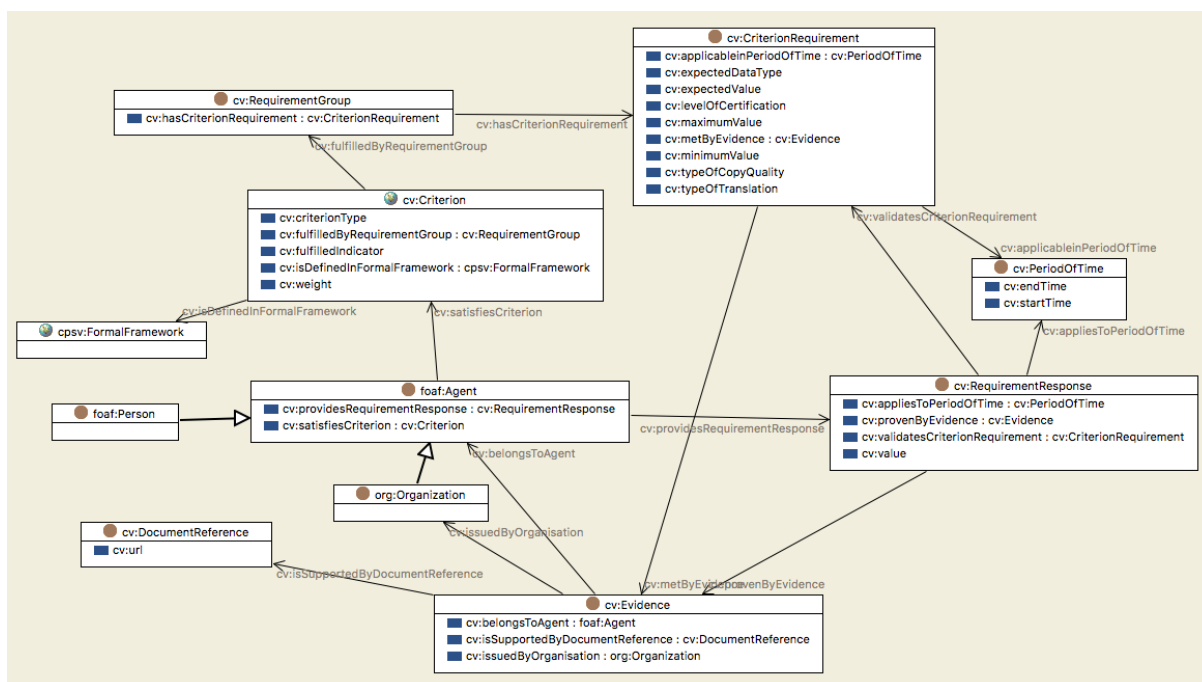 cv:CriterionRequirement
cv:applicableinPeriodOfTime : cv:PeriodOfTime
cv:expectedDataType
cv:expectedValue
cv:levelOfCertification
cv:maximumValue
cv:metByEvidence : cv:Evidence
cv:minimumValue
cv:typeOfCopyQuality
cv:typeOfTranslation
cv:RequirementGroup
cv:hasCriterionRequirement : cv:CriterionRequirement
cv:hasCriterionRequirement
cv:fulfilledByRequirementGroup
cv:Criterion
cv:criterionType
cv:fulfilledByRequirementGroup : cv:RequirementGroup
cv:fulfilledIndicator
cv:isDefinedInFormalFramework : cpsv:FormalFramework
cv:weight
cv:validatesCriterionRequirement
cv:applicableinPeriodOfTime
cv:PeriodOfTime
cv:endTime
cv:startTime
cv:isDefinedInFormalFramework
cv:satisfiesCriterion
cpsv:FormalFramework
cv:appliesToPeriodOfTime
foaf:Agent
cv:providesRequirementResponse : cv:RequirementResponse
cv:satisfiesCriterion : cv:Criterion
foaf:Person
cv:RequirementResponse
cv:appliesToPeriodOfTime : cv:PeriodOfTime
cv:provenByEvidence : cv:Evidence
cv:validatesCriterionRequirement : cv:CriterionRequirement
cv:value
cv:providesRequirementResponse
cv:belongsToAgent
org:Organization
cv:issuedByOrganisation
cv:DocumentReference
cv:url
cv:isSupportedByDocumentReference
cv:metByEvidence
provenByEvidence
cv:Evidence
cv:belongsToAgent : foaf:Agent
cv:isSupportedByDocumentReference : cv:DocumentReference
cv:issuedByOrganisation : org:Organization